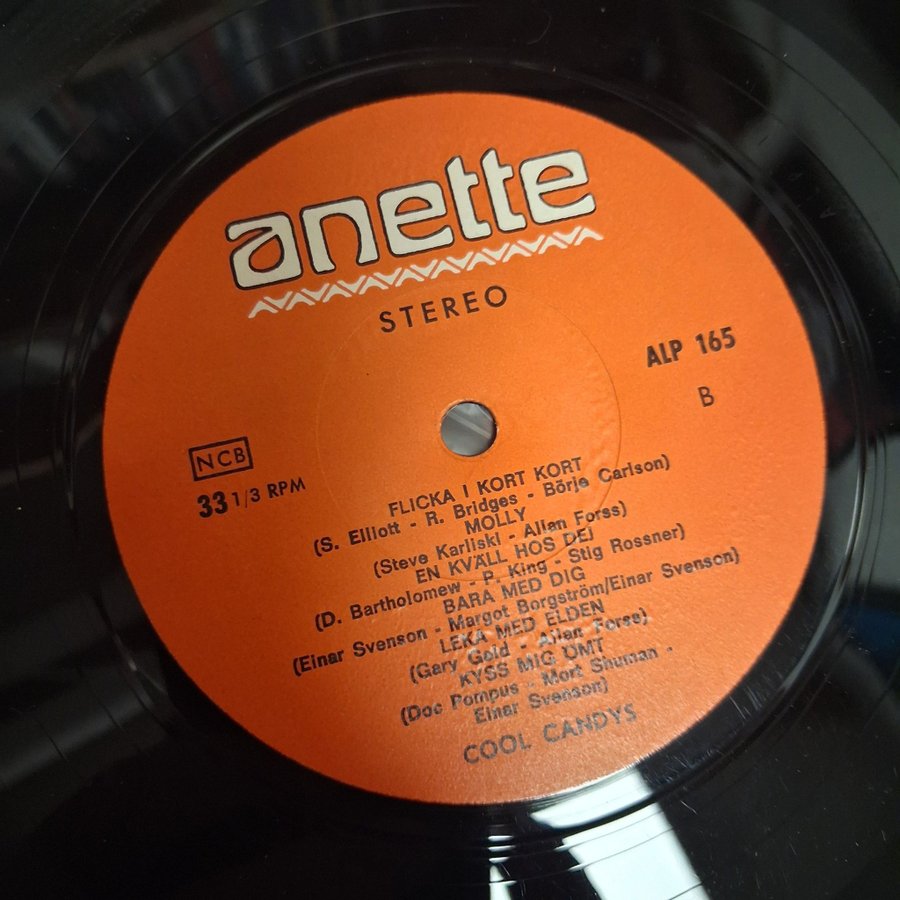 anette
STEREO
ALP 165
B
NCB
33 1/3 RPM
FLICKA I KORT KORT
(S. Elliott - R. Bridges - Börje Carlson)
MOLLY
(Steve Karliski - Allan Forss)
EN KVÄLL HOS DEJ
(D. Bartholomew - P. King - Stig Rossner)
BARA MED DIG
(Einar Svenson - Margot Borgström/Einar Svenson)
LEKA MED ELDEN
(Gary Gold - Allan Forss)
KYSS MIG ÖMT
(Doc Pompus - Mort Shuman -
Einar Svenson)
COOL CANDYS